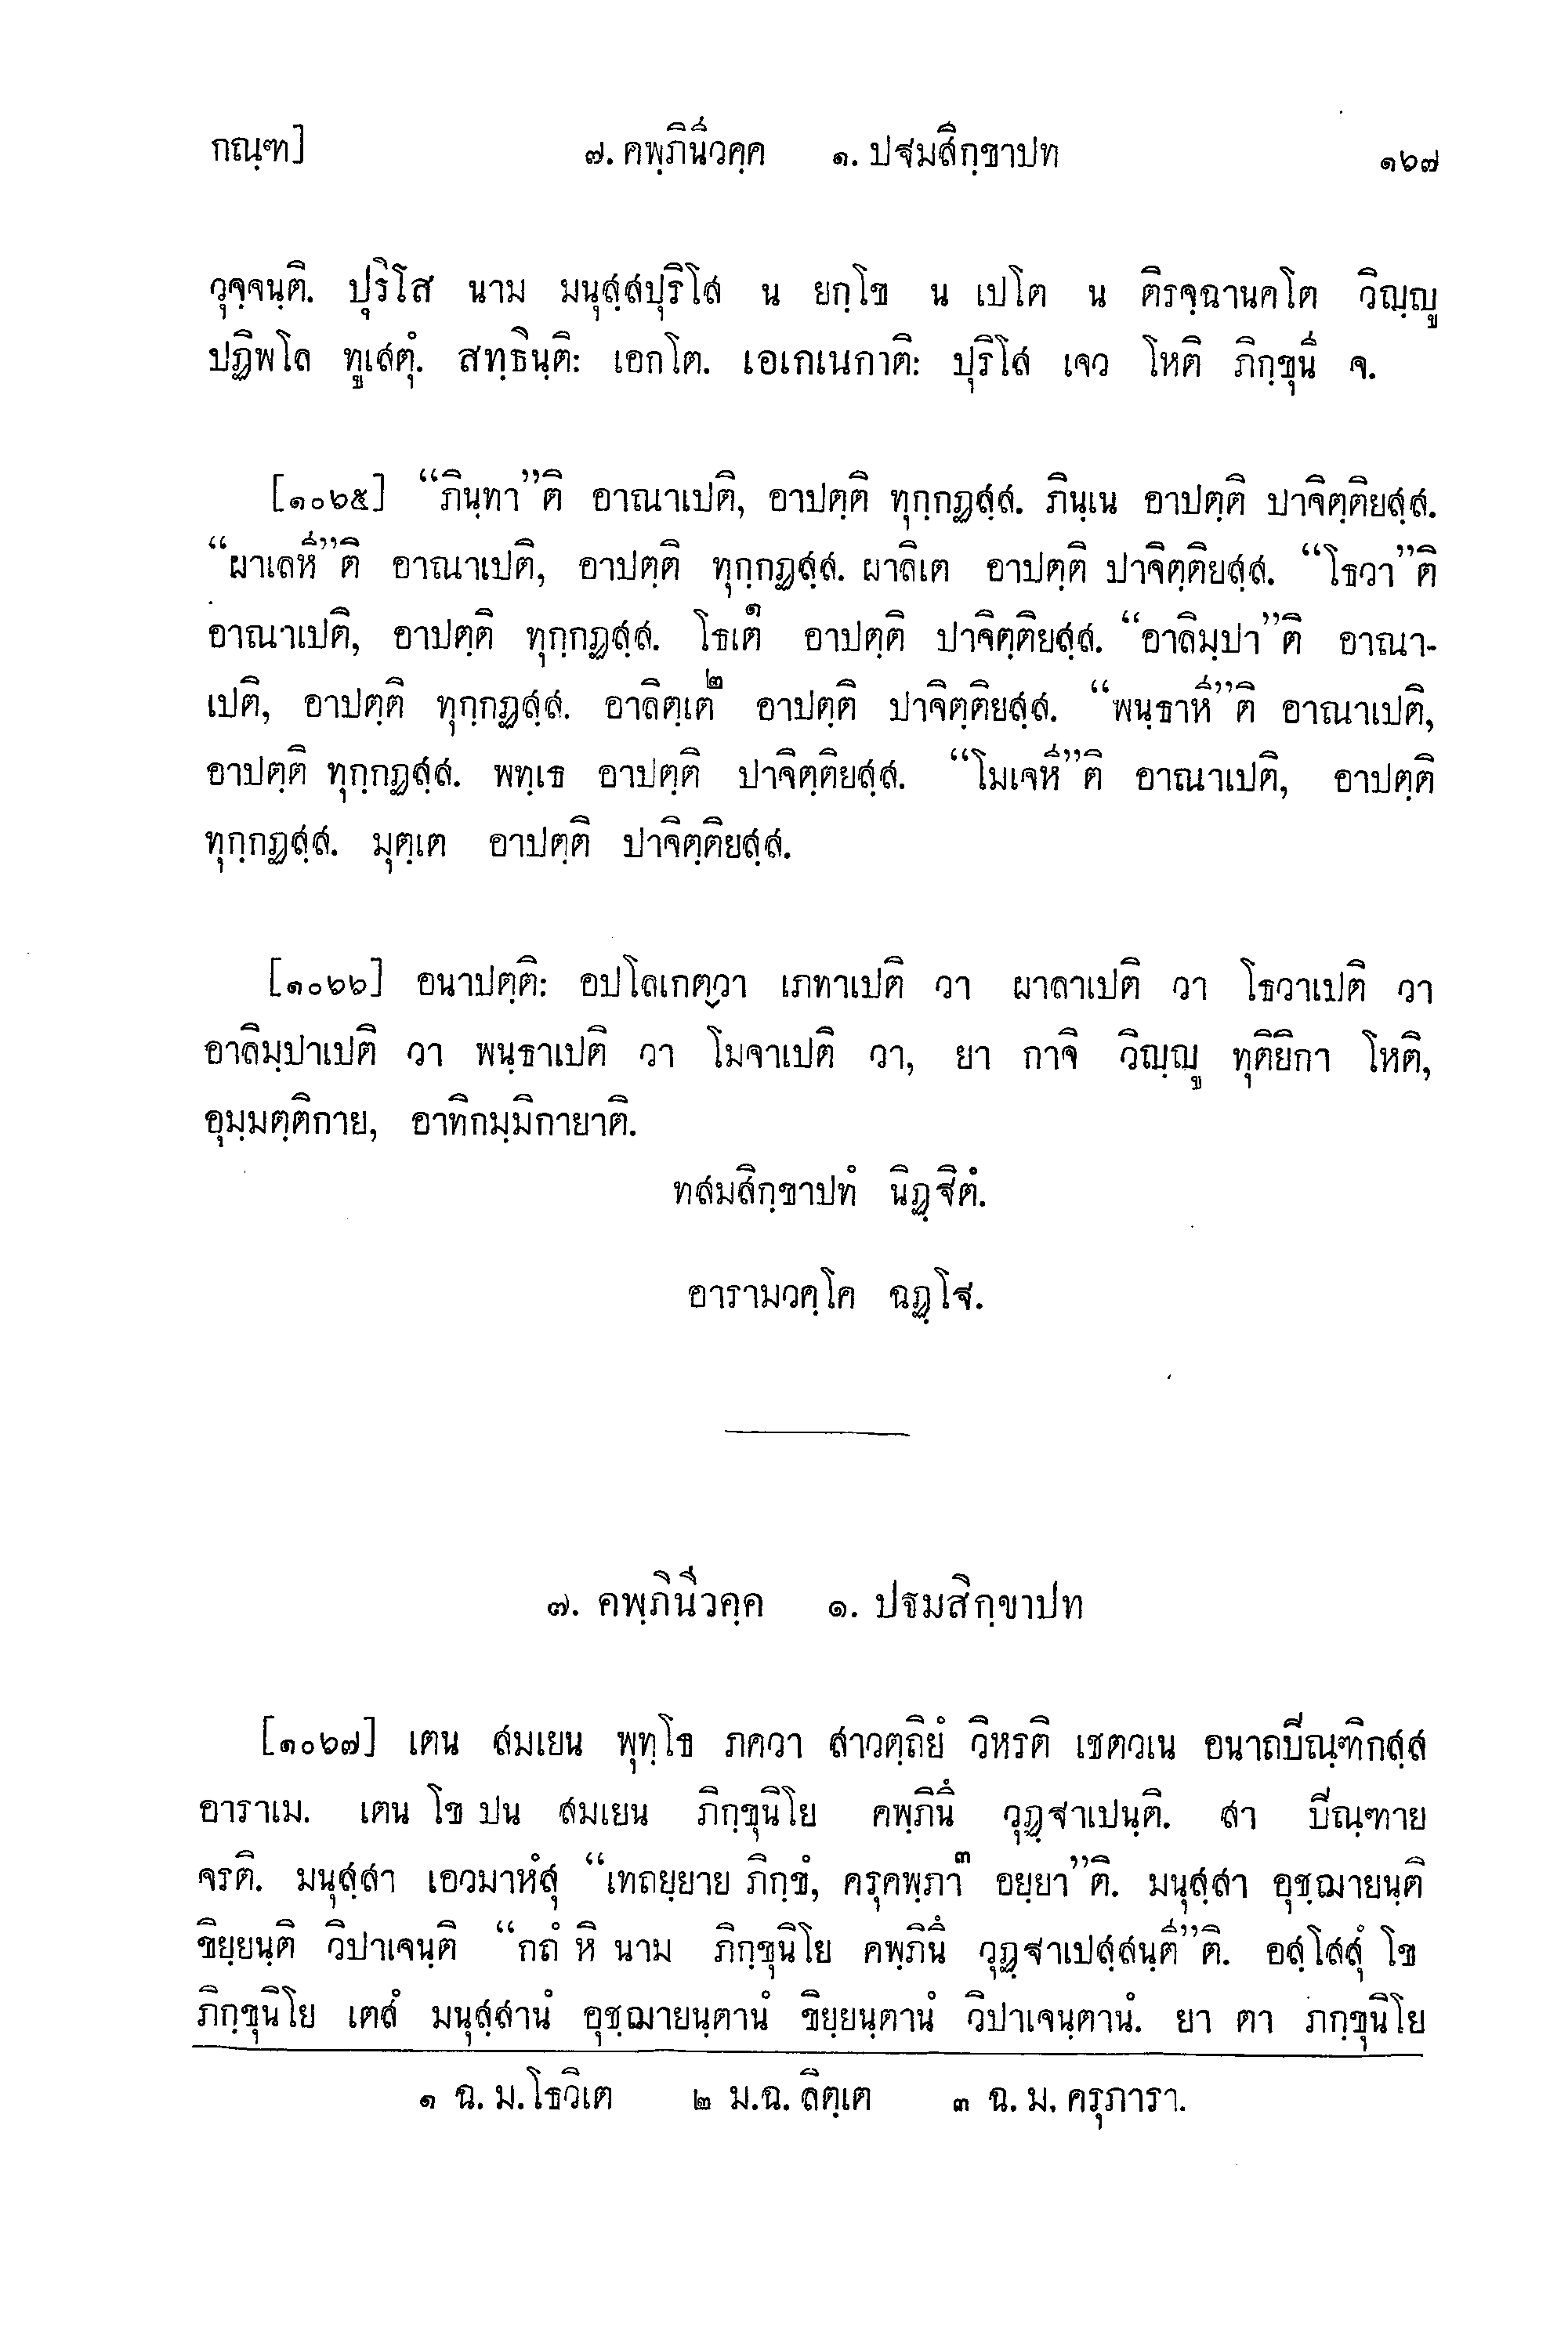 กณฺฑ] ๗. คพฺภินีวคฺค ๑. ปฐมสิกฺขาปท ๑๖๗
วุจฺจนฺติ. ปุริโส นาม มนุสฺสปุริโส น ยกฺโข น เปโต น ติรจฺฉานคโต วิญฺญู
ปฏิพโล ทูเสตุํ. สทฺธินฺติ: เอกโต. เอเกเนกาติ: ปุริโส เจว โหติ ภิกฺขุนี จ.
[๑๐๖๕] “ภินฺทา”ติ อาณาเปติ, อาปตฺติ ทุกฺกฏสฺส. ภินฺเน อาปตฺติ ปาจิตฺติยสฺส.
“ผาเลหี”ติ อาณาเปติ, อาปตฺติ ทุกฺกฏสฺส. ผาลิเต อาปตฺติ ปาจิตฺติยสฺส. “โธวา”ติ
อาณาเปติ, อาปตฺติ ทุกฺกฏสฺส. โธเต๑ อาปตฺติ ปาจิตฺติยสฺส. “อาลิมฺปา”ติ อาณา-
เปติ, อาปตฺติ ทุกฺกฏสฺส. อาลิตฺเต๒ อาปตฺติ ปาจิตฺติยสฺส. “พนฺธาหี”ติ อาณาเปติ,
อาปตฺติ ทุกฺกฏสฺส. พทฺเธ อาปตฺติ ปาจิตฺติยสฺส. “โมเจหี”ติ อาณาเปติ, อาปตฺติ
ทุกฺกฏสฺส. มุตฺเต อาปตฺติ ปาจิตฺติยสฺส.
[๑๐๖๖] อนาปตฺติ: อปโลเกตฺวา เภทาเปติ วา ผาลาเปติ วา โธวาเปติ วา
อาลิมฺปาเปติ วา พนฺธาเปติ วา โมจาเปติ วา, ยา กาจิ วิญฺญู ทุติยิกา โหติ,
อุมฺมตฺติกาย, อาทิกมฺมิกายาติ.
ทสมสิกฺขาปทํ นิฏฺฐิตํ.
อารามวคฺโค ฉฏฺโฐ.
๗. คพฺภินีวคฺค ๑. ปฐมสิกฺขาปท
[๑๐๖๗] เตน สมเยน พุทฺโธ ภควา สาวตฺถิยํ วิหรติ เชตวเน อนาถปิณฺฑิกสฺส
อาราเม. เตน โข ปน สมเยน ภิกฺขุนิโย คพฺภินึ วุฏฺฐาเปนฺติ. สา ปิณฺฑาย
จรติ. มนุสฺสา เอวมาหํสุ “เทถยฺยาย ภิกฺขํ, ครุคพฺภา๓ อยฺยา”ติ. มนุสฺสา อุชฺฌายนฺติ
ขิยฺยนฺติ วิปาเจนฺติ “กถํ หิ นาม ภิกฺขุนิโย คพฺภินึ วุฏฺฐาเปสฺสนฺตี”ติ. อสฺโสสุํ โข
ภิกฺขุนิโย เตสํ มนุสฺสานํ อุชฺฌายนฺตานํ ขิยฺยนฺตานํ วิปาเจนฺตานํ. ยา ตา ภกฺขุนิโย
๑ ฉ. ม. โธวิเต ๒ ม.ฉ. ลิตฺเต ๓ ฉ. ม. ครุภารา.